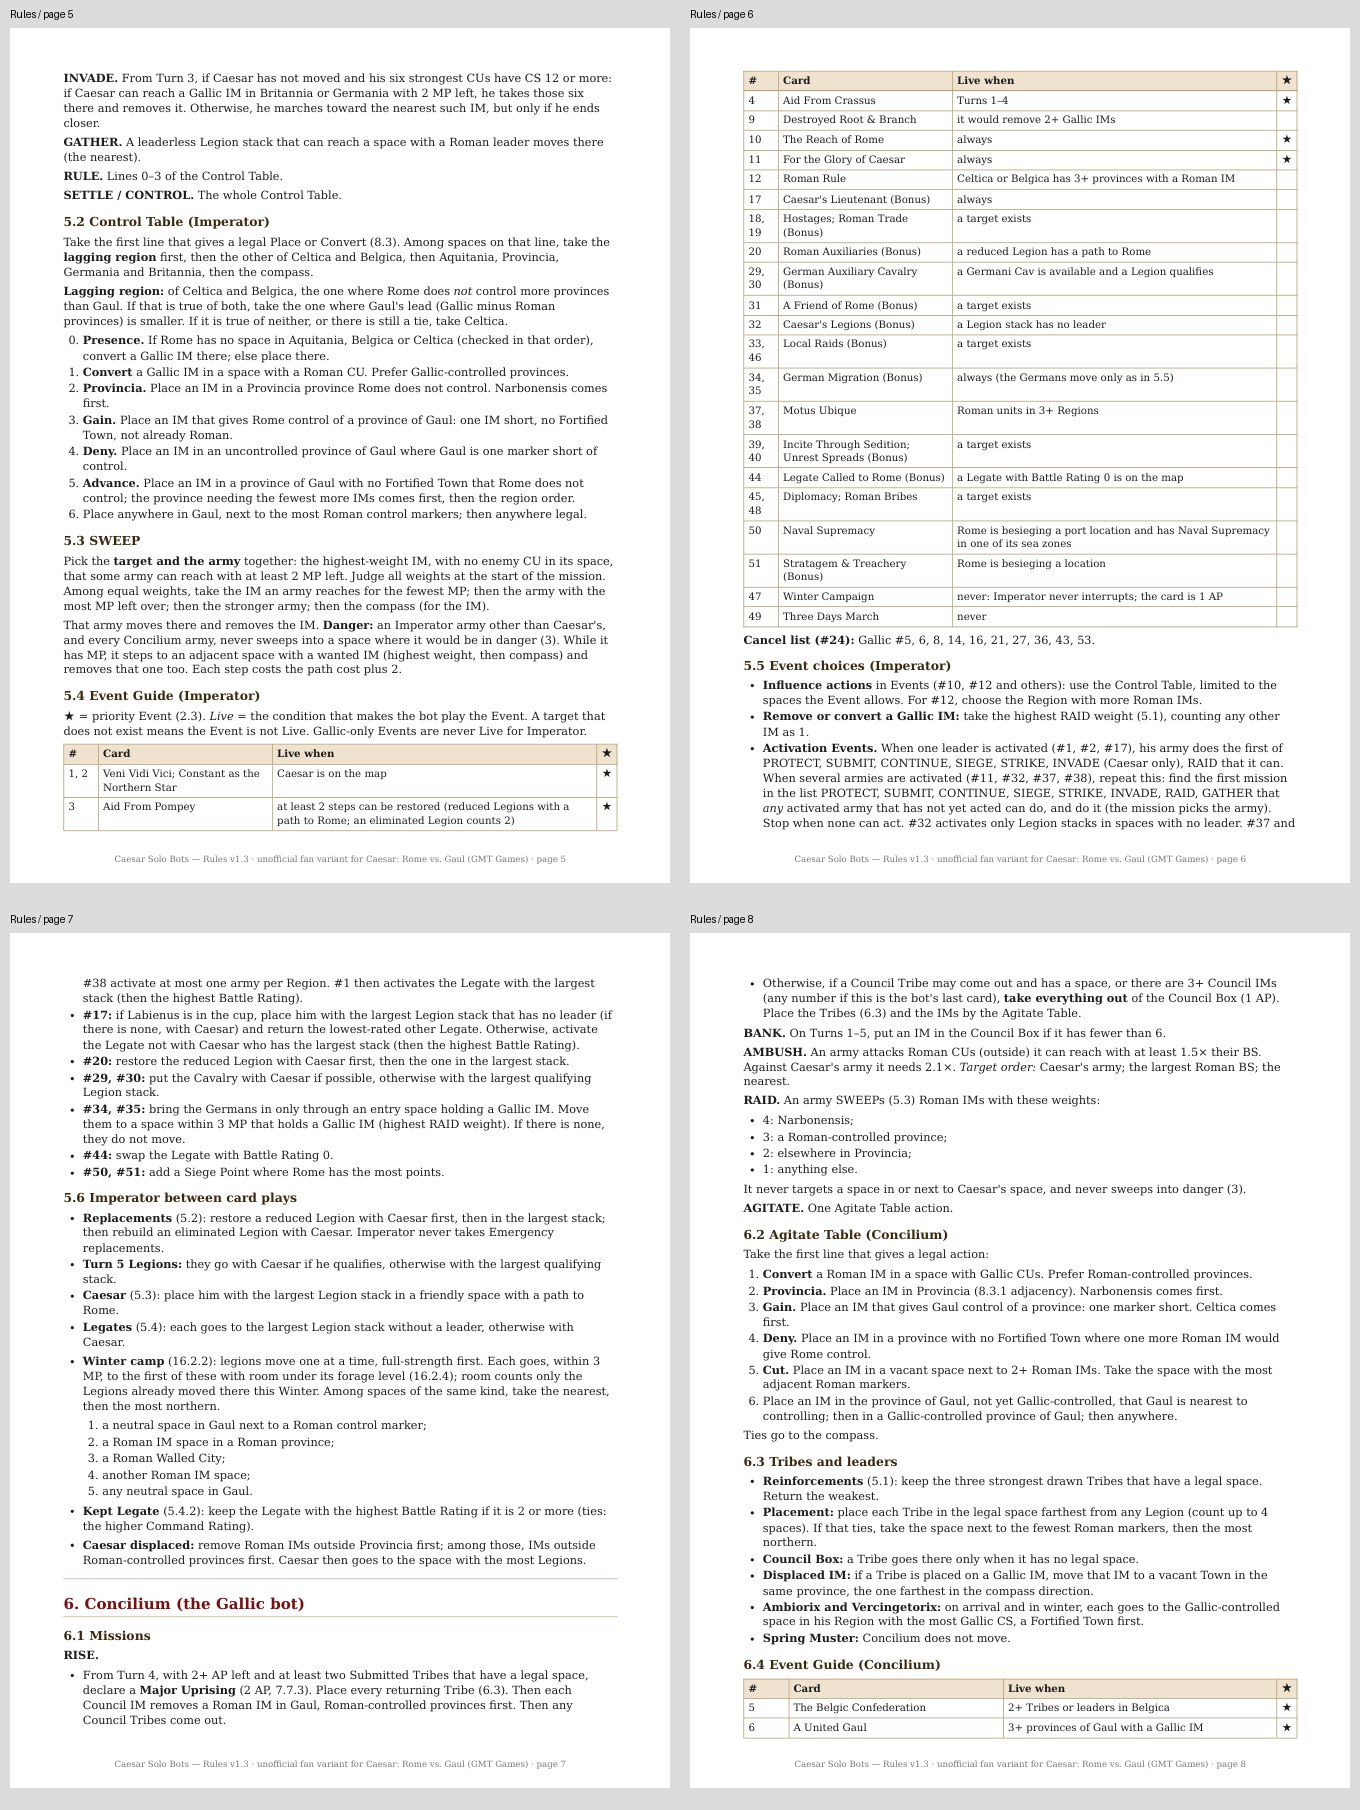 Rules / page 5
INVADE. From Turn 3, if Caesar has not moved and his six strongest CUs have CS 12 or more:
if Caesar can reach a Gallic IM in Britannia or Germania with 2 MP left, he takes those six
there and removes it. Otherwise, he marches toward the nearest such IM, but only if he ends
closer.
GATHER. A leaderless Legion stack that can reach a space with a Roman leader moves there
(the nearest).
RULE. Lines 0–3 of the Control Table.
SETTLE / CONTROL. The whole Control Table.
5.2 Control Table (Imperator)
Take the first line that gives a legal Place or Convert (8.3). Among spaces on that line, take the
lagging region first, then the other of Celtica and Belgica, then Aquitania, Provincia,
Germania and Britannia, then the compass.
Lagging region: of Celtica and Belgica, the one where Rome does not control more provinces
than Gaul. If that is true of both, take the one where Gaul's lead (Gallic minus Roman
provinces) is smaller. If it is true of neither, or there is still a tie, take Celtica.
0. Presence. If Rome has no space in Aquitania, Belgica or Celtica (checked in that order),
convert a Gallic IM there; else place there.
1. Convert a Gallic IM in a space with a Roman CU. Prefer Gallic-controlled provinces.
2. Provincia. Place an IM in a Provincia province Rome does not control. Narbonensis comes
first.
3. Gain. Place an IM that gives Rome control of a province of Gaul: one IM short, no Fortified
Town, not already Roman.
4. Deny. Place an IM in an uncontrolled province of Gaul where Gaul is one marker short of
control.
5. Advance. Place an IM in a province of Gaul with no Fortified Town that Rome does not
control; the province needing the fewest more IMs comes first, then the region order.
6. Place anywhere in Gaul, next to the most Roman control markers; then anywhere legal.
5.3 SWEEP
Pick the target and the army together: the highest-weight IM, with no enemy CU in its space,
that some army can reach with at least 2 MP left. Judge all weights at the start of the mission.
Among equal weights, take the IM an army reaches for the fewest MP; then the army with the
most MP left over; then the stronger army; then the compass (for the IM).
That army moves there and removes the IM. Danger: an Imperator army other than Caesar's,
and every Concilium army, never sweeps into a space where it would be in danger (3). While it
has MP, it steps to an adjacent space with a wanted IM (highest weight, then compass) and
removes that one too. Each step costs the path cost plus 2.
5.4 Event Guide (Imperator)
★ = priority Event (2.3). Live = the condition that makes the bot play the Event. A target that
does not exist means the Event is not Live. Gallic-only Events are never Live for Imperator.
# Card Live when ★
1, 2 Veni Vidi Vici; Constant as the Caesar is on the map ★
Northern Star
3 Aid From Pompey at least 2 steps can be restored (reduced Legions with a ★
path to Rome; an eliminated Legion counts 2)
Caesar Solo Bots — Rules v1.3 · unofficial fan variant for Caesar: Rome vs. Gaul (GMT Games) · page 5
Rules / page 6
# Card Live when ★
4 Aid From Crassus Turns 1–4 ★
9 Destroyed Root & Branch it would remove 2+ Gallic IMs
10 The Reach of Rome always ★
11 For the Glory of Caesar always ★
12 Roman Rule Celtica or Belgica has 3+ provinces with a Roman IM
17 Caesar's Lieutenant (Bonus) always
18, Hostages; Roman Trade a target exists
19 (Bonus)
20 Roman Auxiliaries (Bonus) a reduced Legion has a path to Rome
29, German Auxiliary Cavalry a Germani Cav is available and a Legion qualifies
30 (Bonus)
31 A Friend of Rome (Bonus) a target exists
32 Caesar's Legions (Bonus) a Legion stack has no leader
33, Local Raids (Bonus) a target exists
46
34, German Migration (Bonus) always (the Germans move only as in 5.5)
35
37, Motus Ubique Roman units in 3+ Regions
38
39, Incite Through Sedition; a target exists
40 Unrest Spreads (Bonus)
44 Legate Called to Rome (Bonus) a Legate with Battle Rating 0 is on the map
45, Diplomacy; Roman Bribes a target exists
48
50 Naval Supremacy Rome is besieging a port location and has Naval Supremacy
in one of its sea zones
51 Stratagem & Treachery Rome is besieging a location
(Bonus)
47 Winter Campaign never: Imperator never interrupts; the card is 1 AP
49 Three Days March never
Cancel list (#24): Gallic #5, 6, 8, 14, 16, 21, 27, 36, 43, 53.
5.5 Event choices (Imperator)
• Influence actions in Events (#10, #12 and others): use the Control Table, limited to the
spaces the Event allows. For #12, choose the Region with more Roman IMs.
• Remove or convert a Gallic IM: take the highest RAID weight (5.1), counting any other
IM as 1.
• Activation Events. When one leader is activated (#1, #2, #17), his army does the first of
PROTECT, SUBMIT, CONTINUE, SIEGE, STRIKE, INVADE (Caesar only), RAID that it can.
When several armies are activated (#11, #32, #37, #38), repeat this: find the first mission
in the list PROTECT, SUBMIT, CONTINUE, SIEGE, STRIKE, INVADE, RAID, GATHER that
any activated army that has not yet acted can do, and do it (the mission picks the army).
Stop when none can act. #32 activates only Legion stacks in spaces with no leader. #37 and
Caesar Solo Bots — Rules v1.3 · unofficial fan variant for Caesar: Rome vs. Gaul (GMT Games) · page 6
Rules / page 7
#38 activate at most one army per Region. #1 then activates the Legate with the largest
stack (then the highest Battle Rating).
• #17: if Labienus is in the cup, place him with the largest Legion stack that has no leader (if
there is none, with Caesar) and return the lowest-rated other Legate. Otherwise, activate
the Legate not with Caesar who has the largest stack (then the highest Battle Rating).
• #20: restore the reduced Legion with Caesar first, then the one in the largest stack.
• #29, #30: put the Cavalry with Caesar if possible, otherwise with the largest qualifying
Legion stack.
• #34, #35: bring the Germans in only through an entry space holding a Gallic IM. Move
them to a space within 3 MP that holds a Gallic IM (highest RAID weight). If there is none,
they do not move.
• #44: swap the Legate with Battle Rating 0.
• #50, #51: add a Siege Point where Rome has the most points.
5.6 Imperator between card plays
• Replacements (5.2): restore a reduced Legion with Caesar first, then in the largest stack;
then rebuild an eliminated Legion with Caesar. Imperator never takes Emergency
replacements.
• Turn 5 Legions: they go with Caesar if he qualifies, otherwise with the largest qualifying
stack.
• Caesar (5.3): place him with the largest Legion stack in a friendly space with a path to
Rome.
• Legates (5.4): each goes to the largest Legion stack without a leader, otherwise with
Caesar.
• Winter camp (16.2.2): legions move one at a time, full-strength first. Each goes, within 3
MP, to the first of these with room under its forage level (16.2.4); room counts only the
Legions already moved there this Winter. Among spaces of the same kind, take the nearest,
then the most northern.
1. a neutral space in Gaul next to a Roman control marker;
2. a Roman IM space in a Roman province;
3. a Roman Walled City;
4. another Roman IM space;
5. any neutral space in Gaul.
• Kept Legate (5.4.2): keep the Legate with the highest Battle Rating if it is 2 or more (ties:
the higher Command Rating).
• Caesar displaced: remove Roman IMs outside Provincia first; among those, IMs outside
Roman-controlled provinces first. Caesar then goes to the space with the most Legions.
6. Concilium (the Gallic bot)
6.1 Missions
RISE.
• From Turn 4, with 2+ AP left and at least two Submitted Tribes that have a legal space,
declare a Major Uprising (2 AP, 7.7.3). Place every returning Tribe (6.3). Then each
Council IM removes a Roman IM in Gaul, Roman-controlled provinces first. Then any
Council Tribes come out.
Caesar Solo Bots — Rules v1.3 · unofficial fan variant for Caesar: Rome vs. Gaul (GMT Games) · page 7
Rules / page 8
• Otherwise, if a Council Tribe may come out and has a space, or there are 3+ Council IMs
(any number if this is the bot's last card), take everything out of the Council Box (1 AP).
Place the Tribes (6.3) and the IMs by the Agitate Table.
BANK. On Turns 1–5, put an IM in the Council Box if it has fewer than 6.
AMBUSH. An army attacks Roman CUs (outside) it can reach with at least 1.5× their BS.
Against Caesar's army it needs 2.1×. Target order: Caesar's army; the largest Roman BS; the
nearest.
RAID. An army SWEEPs (5.3) Roman IMs with these weights:
• 4: Narbonensis;
• 3: a Roman-controlled province;
• 2: elsewhere in Provincia;
• 1: anything else.
It never targets a space in or next to Caesar's space, and never sweeps into danger (3).
AGITATE. One Agitate Table action.
6.2 Agitate Table (Concilium)
Take the first line that gives a legal action:
1. Convert a Roman IM in a space with Gallic CUs. Prefer Roman-controlled provinces.
2. Provincia. Place an IM in Provincia (8.3.1 adjacency). Narbonensis comes first.
3. Gain. Place an IM that gives Gaul control of a province: one marker short. Celtica comes
first.
4. Deny. Place an IM in a province with no Fortified Town where one more Roman IM would
give Rome control.
5. Cut. Place an IM in a vacant space next to 2+ Roman IMs. Take the space with the most
adjacent Roman markers.
6. Place an IM in the province of Gaul, not yet Gallic-controlled, that Gaul is nearest to
controlling; then in a Gallic-controlled province of Gaul; then anywhere.
Ties go to the compass.
6.3 Tribes and leaders
• Reinforcements (5.1): keep the three strongest drawn Tribes that have a legal space.
Return the weakest.
• Placement: place each Tribe in the legal space farthest from any Legion (count up to 4
spaces). If that ties, take the space next to the fewest Roman markers, then the most
northern.
• Council Box: a Tribe goes there only when it has no legal space.
• Displaced IM: if a Tribe is placed on a Gallic IM, move that IM to a vacant Town in the
same province, the one farthest in the compass direction.
• Ambiorix and Vercingetorix: on arrival and in winter, each goes to the Gallic-controlled
space in his Region with the most Gallic CS, a Fortified Town first.
• Spring Muster: Concilium does not move.
6.4 Event Guide (Concilium)
# Card Live when ★
5 The Belgic Confederation 2+ Tribes or leaders in Belgica ★
6 A United Gaul 3+ provinces of Gaul with a Gallic IM ★
Caesar Solo Bots — Rules v1.3 · unofficial fan variant for Caesar: Rome vs. Gaul (GMT Games) · page 8